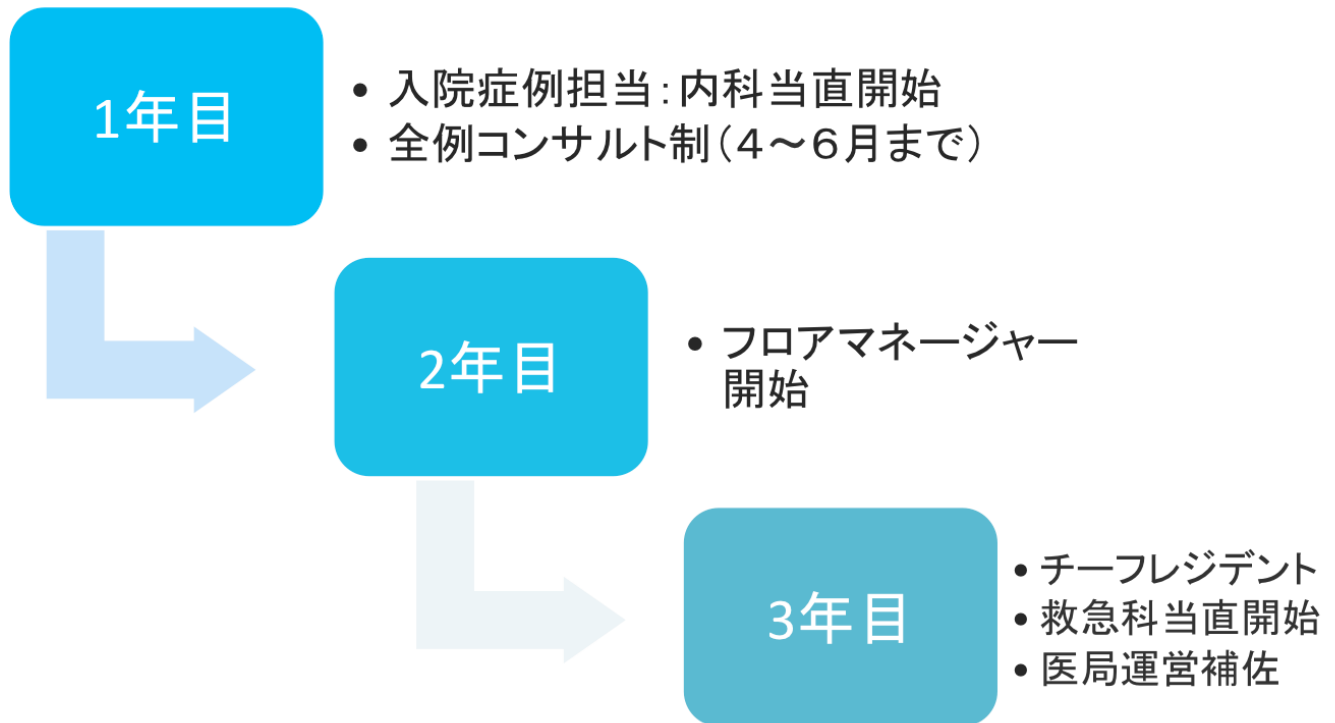 1年目
• 入院症例担当：内科当直開始
• 全例コンサルト制（４～６月まで）
2年目
• フロアマネージャー
開始
3年目
• チーフレジデント
• 救急科当直開始
• 医局運営補佐